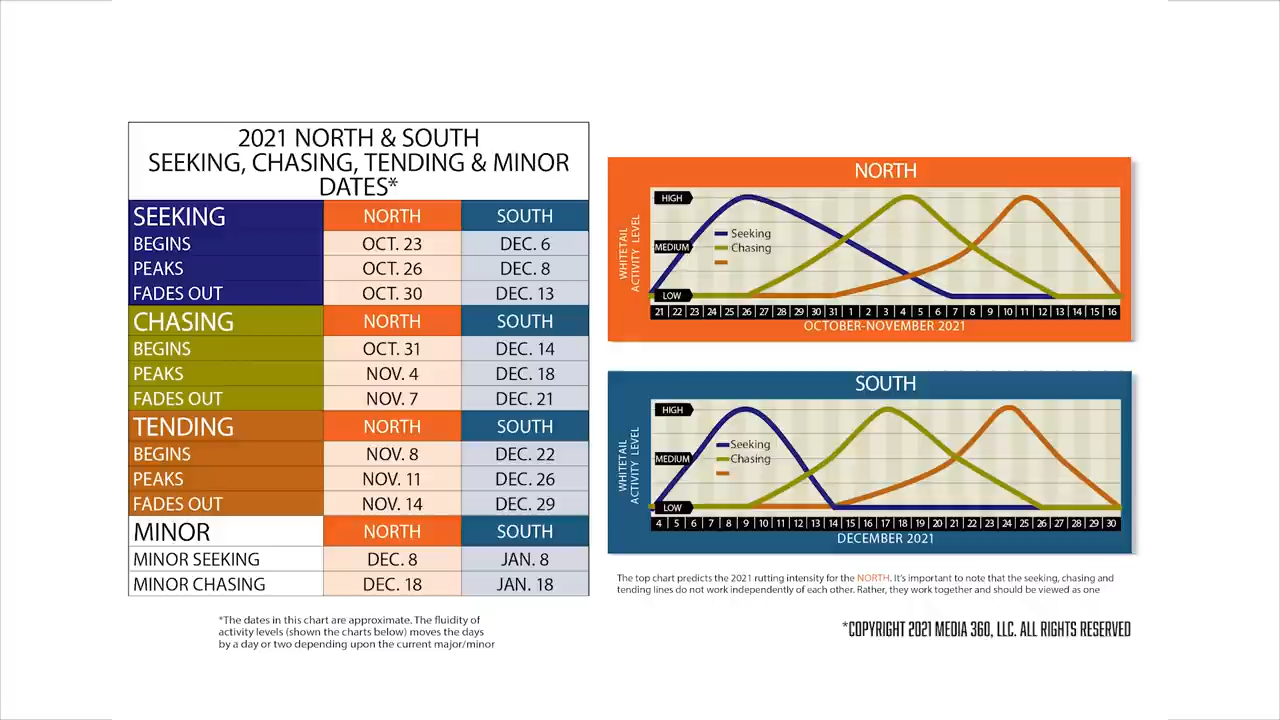 2021 NORTH & SOUTH
SEEKING, CHASING, TENDING & MINOR
DATES*
SEEKING NORTH SOUTH
BEGINS OCT. 23 DEC. 6
PEAKS OCT. 26 DEC. 8
FADES OUT OCT. 30 DEC. 13
CHASING NORTH SOUTH
BEGINS OCT. 31 DEC. 14
PEAKS NOV. 4 DEC. 18
FADES OUT NOV. 7 DEC. 21
TENDING NORTH SOUTH
BEGINS NOV. 8 DEC. 22
PEAKS NOV. 11 DEC. 26
FADES OUT NOV. 14 DEC. 29
MINOR NORTH SOUTH
MINOR SEEKING DEC. 8 JAN. 8
MINOR CHASING DEC. 18 JAN. 18
*The dates in this chart are approximate. The fluidity of
activity levels (shown the charts below) moves the days
by a day or two depending upon the current major/minor
NORTH
WHITETAIL
ACTIVITY LEVEL
HIGH
MEDIUM
LOW
Seeking
Chasing
21 22 23 24 25 26 27 28 29 30 31 1 2 3 4 5 6 7 8 9 10 11 12 13 14 15 16
OCTOBER-NOVEMBER 2021
SOUTH
WHITETAIL
ACTIVITY LEVEL
HIGH
MEDIUM
LOW
Seeking
Chasing
4 5 6 7 8 9 10 11 12 13 14 15 16 17 18 19 20 21 22 23 24 25 26 27 28 29 30
DECEMBER 2021
The top chart predicts the 2021 rutting intensity for the NORTH. It's important to note that the seeking, chasing and
tending lines do not work independently of each other. Rather, they work together and should be viewed as one
*COPYRIGHT 2021 MEDIA 360, LLC. ALL RIGHTS RESERVED